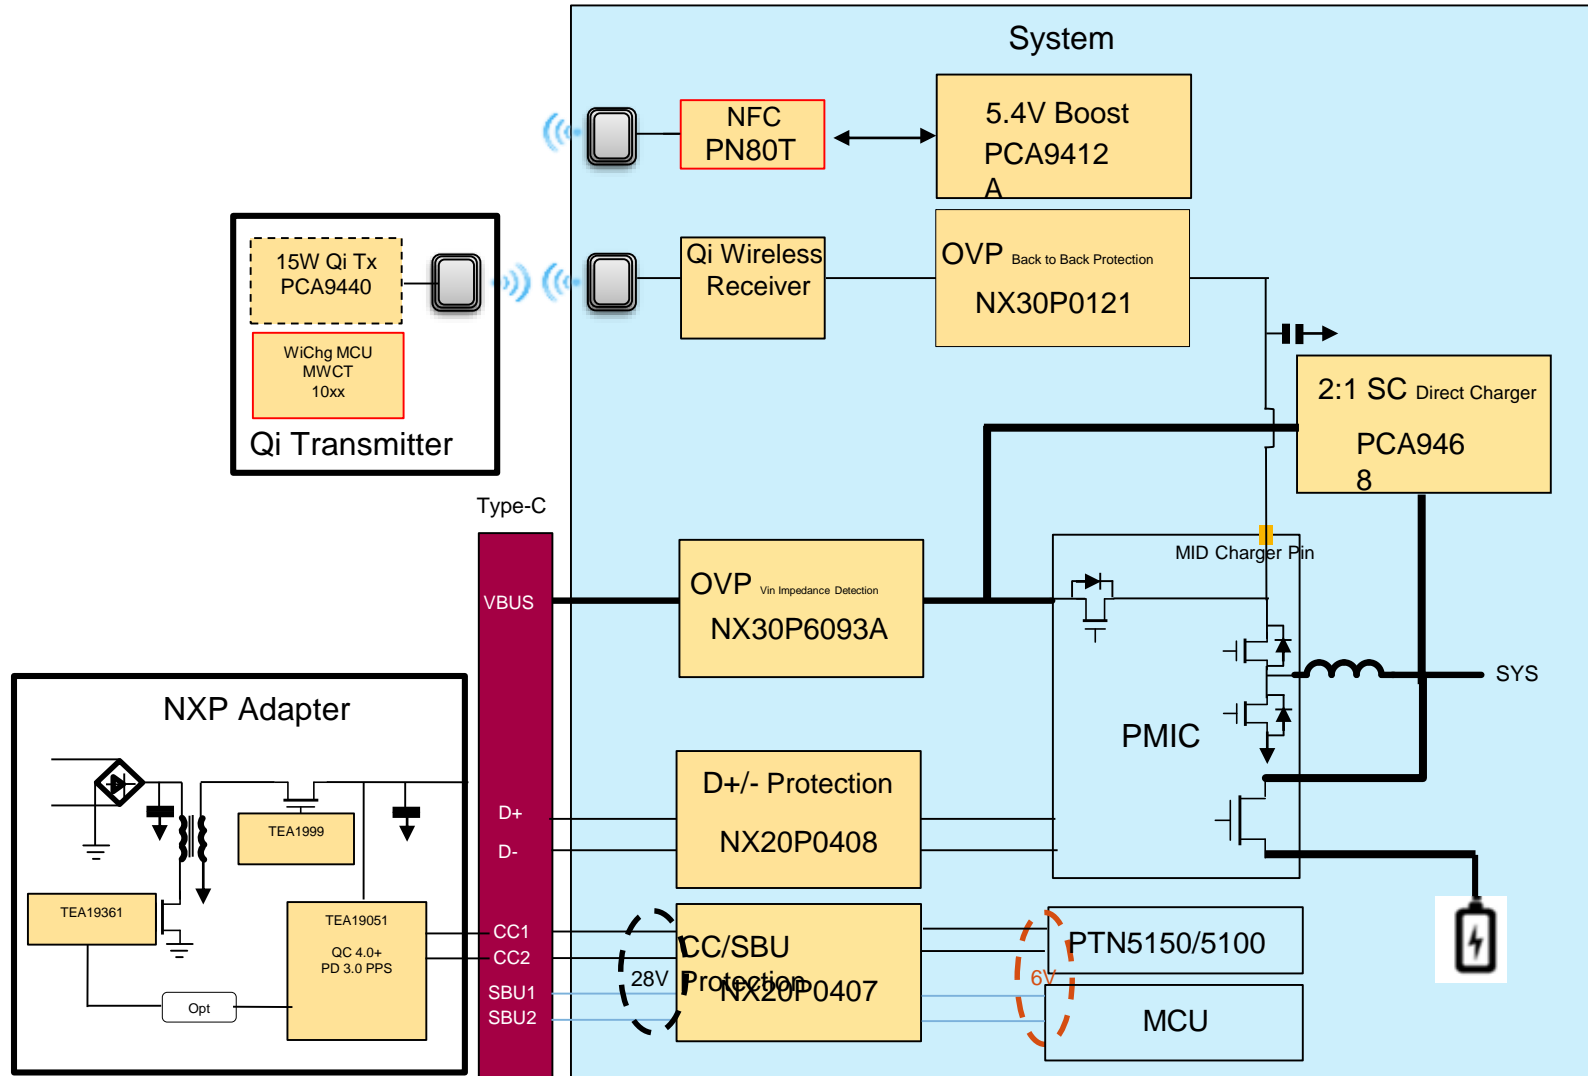 System
NFC
PN80T
5.4V Boost
PCA9412
A
15W Qi Tx
PCA9440
WiChg MCU
MWCT
10xx
Qi Transmitter
Qi Wireless
Receiver
OVP Back to Back Protection
NX30P0121
2:1 SC Direct Charger
PCA946
8
Type-C
VBUS
OVP Vin Impedance Detection
NX30P6093A
MID Charger Pin
PMIC
SYS
NXP Adapter
TEA1999
TEA19361
TEA19051
QC 4.0+
PD 3.0 PPS
Opt
D+
D-
D+/- Protection
NX20P0408
CC1
CC2
SBU1
SBU2
28V
CC/SBU
Protection
NX20P0407
6V
PTN5150/5100
MCU